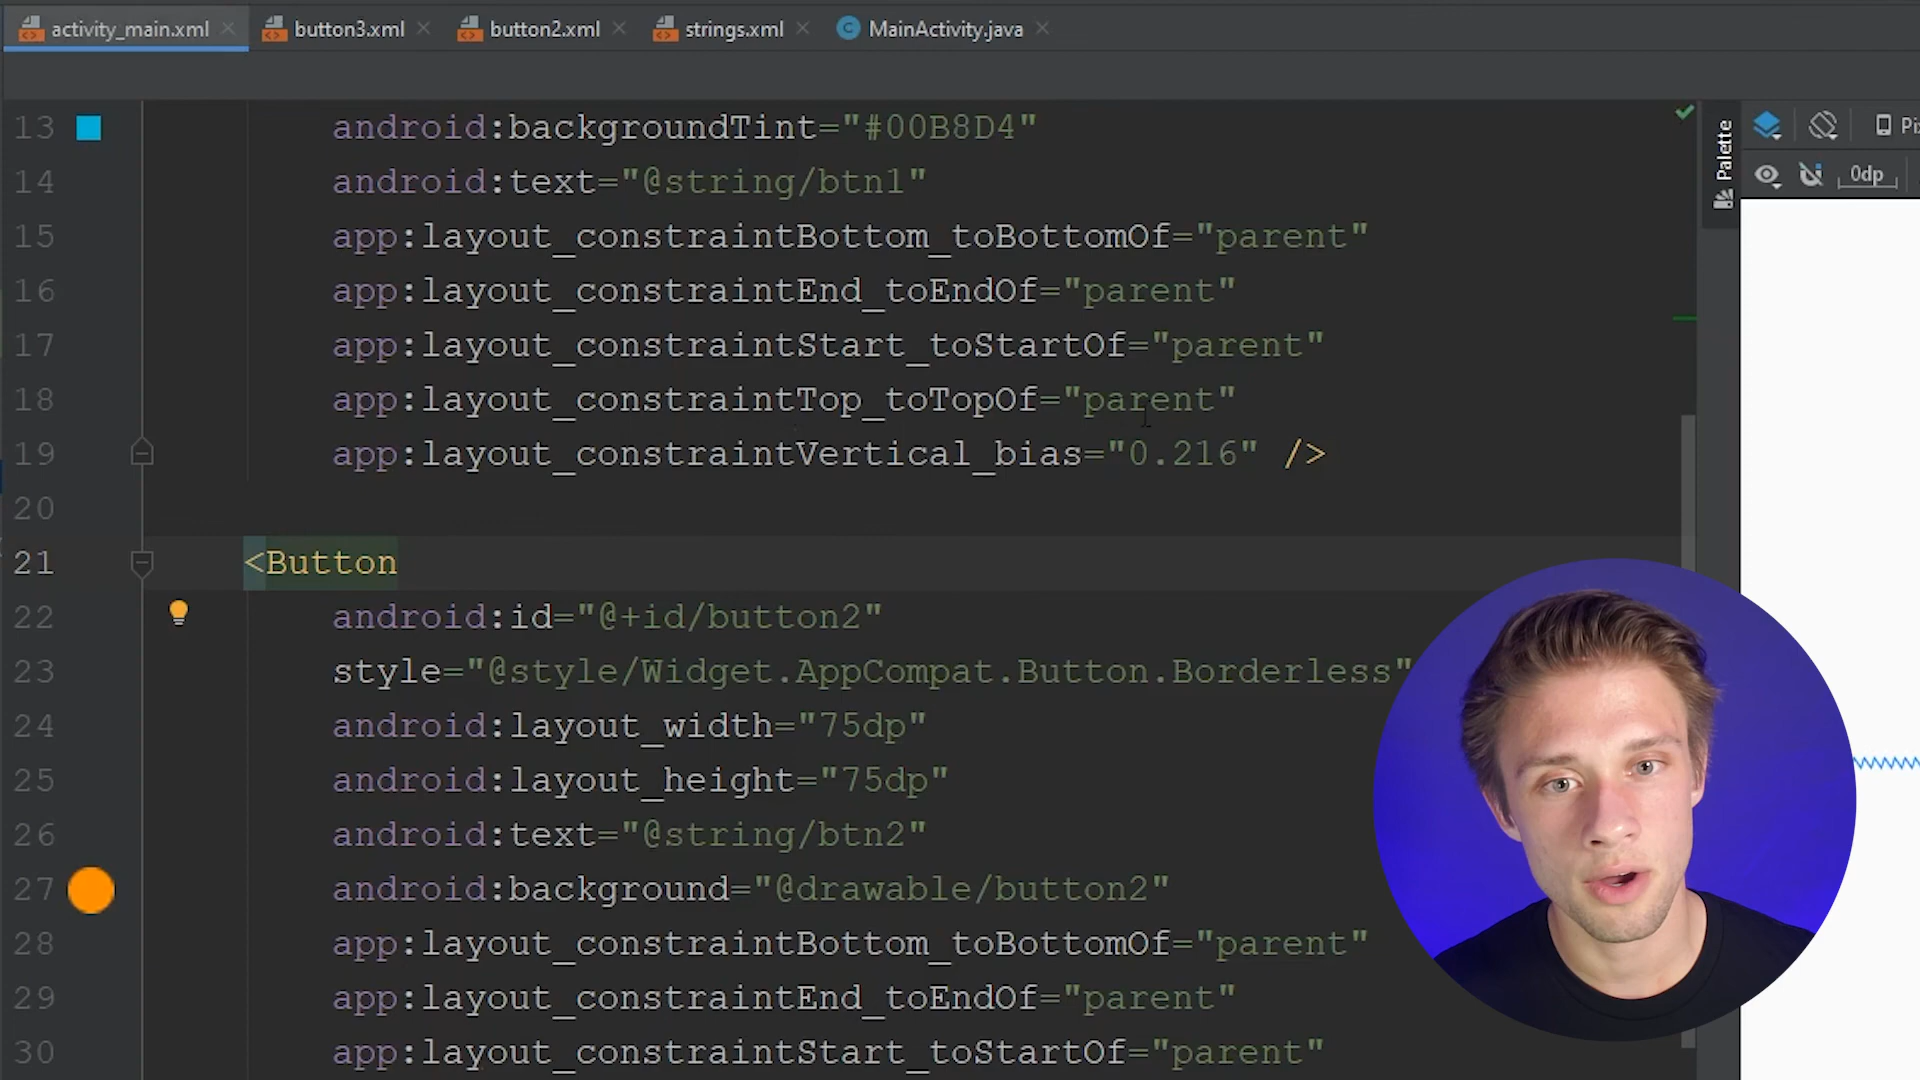 activity_main.xml button3.xml button2.xml strings.xml MainActivity.java
13 android:backgroundTint="#00B8D4"
14 android:text="@string/btn1"
15 app:layout_constraintBottom_toBottomOf="parent"
16 app:layout_constraintEnd_toEndOf="parent"
17 app:layout_constraintStart_toStartOf="parent"
18 app:layout_constraintTop_toTopOf="parent"
19 app:layout_constraintVertical_bias="0.216" />
20
21 <Button
22 android:id="@+id/button2"
23 style="@style/Widget.AppCompat.Button.Borderless"
24 android:layout_width="75dp"
25 android:layout_height="75dp"
26 android:text="@string/btn2"
27 android:background="@drawable/button2"
28 app:layout_constraintBottom_toBottomOf="parent"
29 app:layout_constraintEnd_toEndOf="parent"
30 app:layout_constraintStart_toStartOf="parent"
Palette
0dp